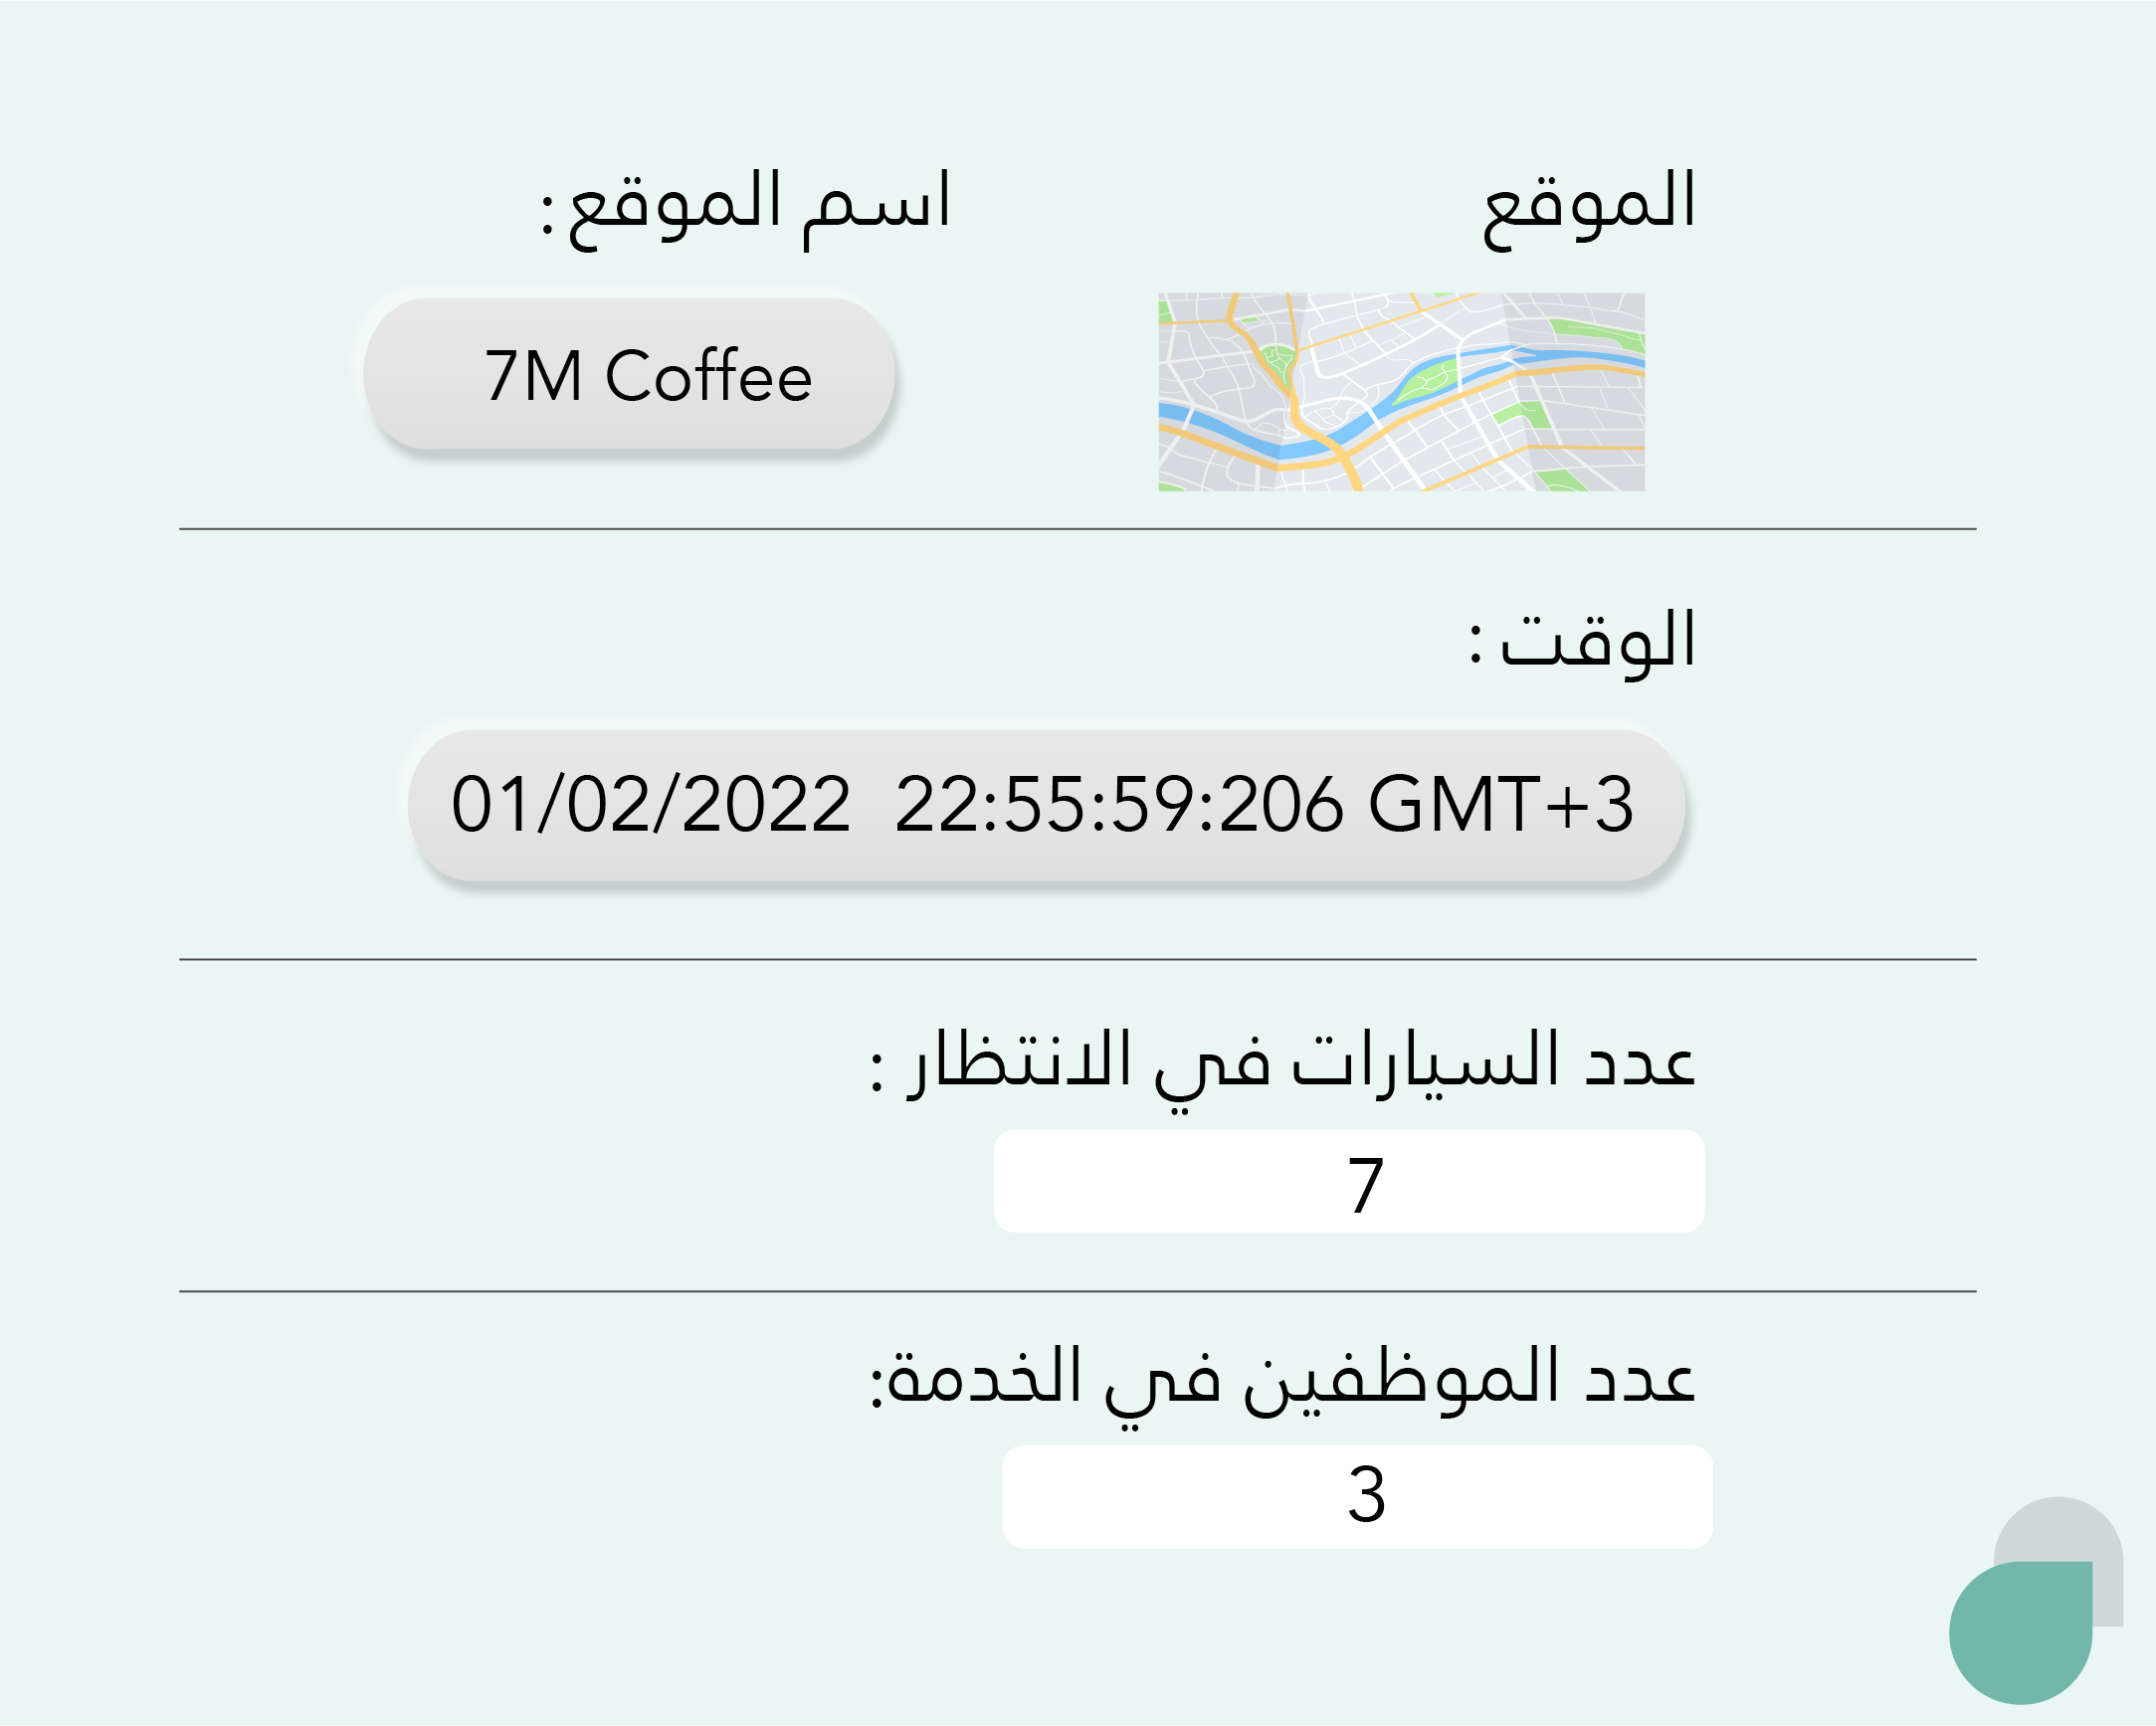 الموقع
اسم الموقع :
7M Coffee
الوقت :
01/02/2022 22:55:59:206 GMT+3
عدد السيارات في الانتظار :
7
عدد الموظفين في الخدمة:
3